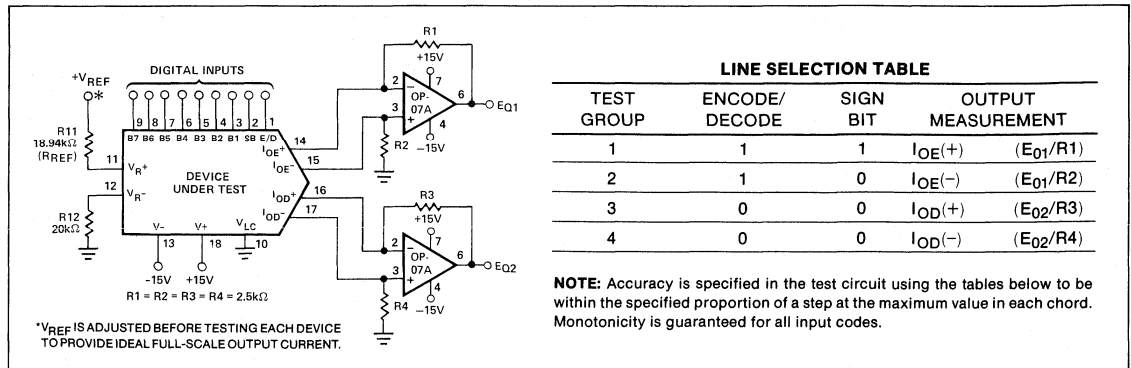 R1
+15V
DIGITAL INPUTS
+VREF
*
R11
18.94kΩ
(RREF)
9 8 7 6 5 4 3 2 1
B7 B6 B5 B4 B3 B2 B1 SB E/D
11
VR+
12
VR−
R12
20kΩ
DEVICE
UNDER TEST
IOE+
14
IOE−
15
IOD+
16
IOD−
17
V−
V+
VLC
13
18
10
-15V
+15V
2
3
−
+
OP-
07A
7
6
4
EO1
R2
−15V
R3
+15V
2
3
−
+
OP-
07A
7
6
4
EO2
R4
−15V
R1 = R2 = R3 = R4 = 2.5kΩ
*VREF IS ADJUSTED BEFORE TESTING EACH DEVICE
TO PROVIDE IDEAL FULL-SCALE OUTPUT CURRENT.
LINE SELECTION TABLE
TEST GROUP ENCODE/ DECODE SIGN BIT OUTPUT MEASUREMENT
1 1 1 IOE(+) (E01/R1)
2 1 0 IOE(−) (E01/R2)
3 0 0 IOD(+) (E02/R3)
4 0 0 IOD(−) (E02/R4)
NOTE: Accuracy is specified in the test circuit using the tables below to be
within the specified proportion of a step at the maximum value in each chord.
Monotonicity is guaranteed for all input codes.